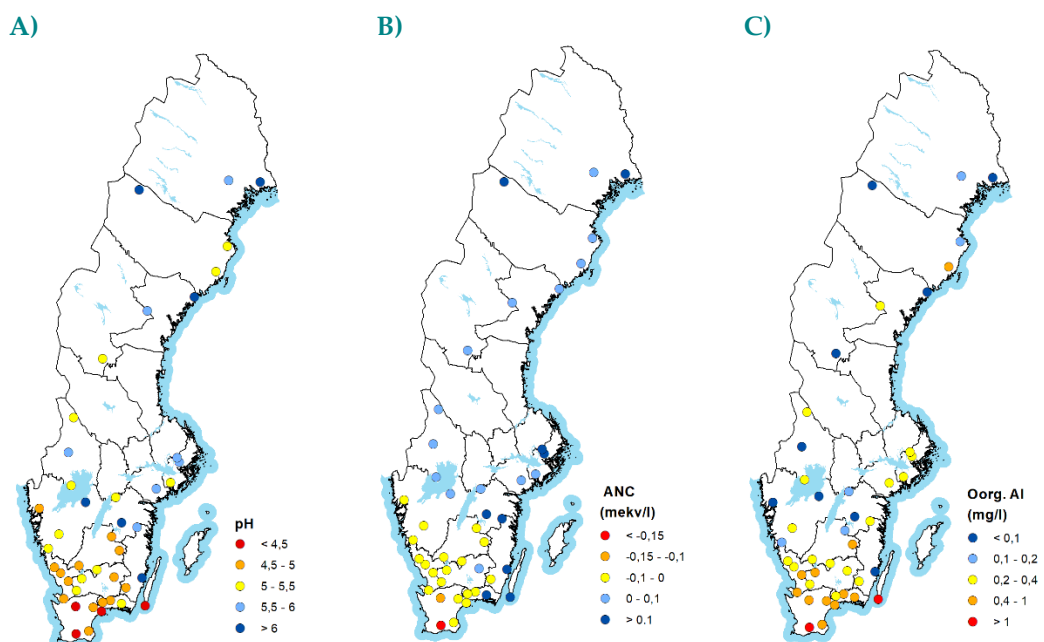 A)
B)
C)
pH
< 4,5
4,5 - 5
5 - 5,5
5,5 - 6
> 6
ANC
(mekv/l)
< -0,15
-0,15 - -0,1
-0,1 - 0
0 - 0,1
> 0,1
Oorg. Al
(mg/l)
< 0,1
0,1 - 0,2
0,2 - 0,4
0,4 - 1
> 1